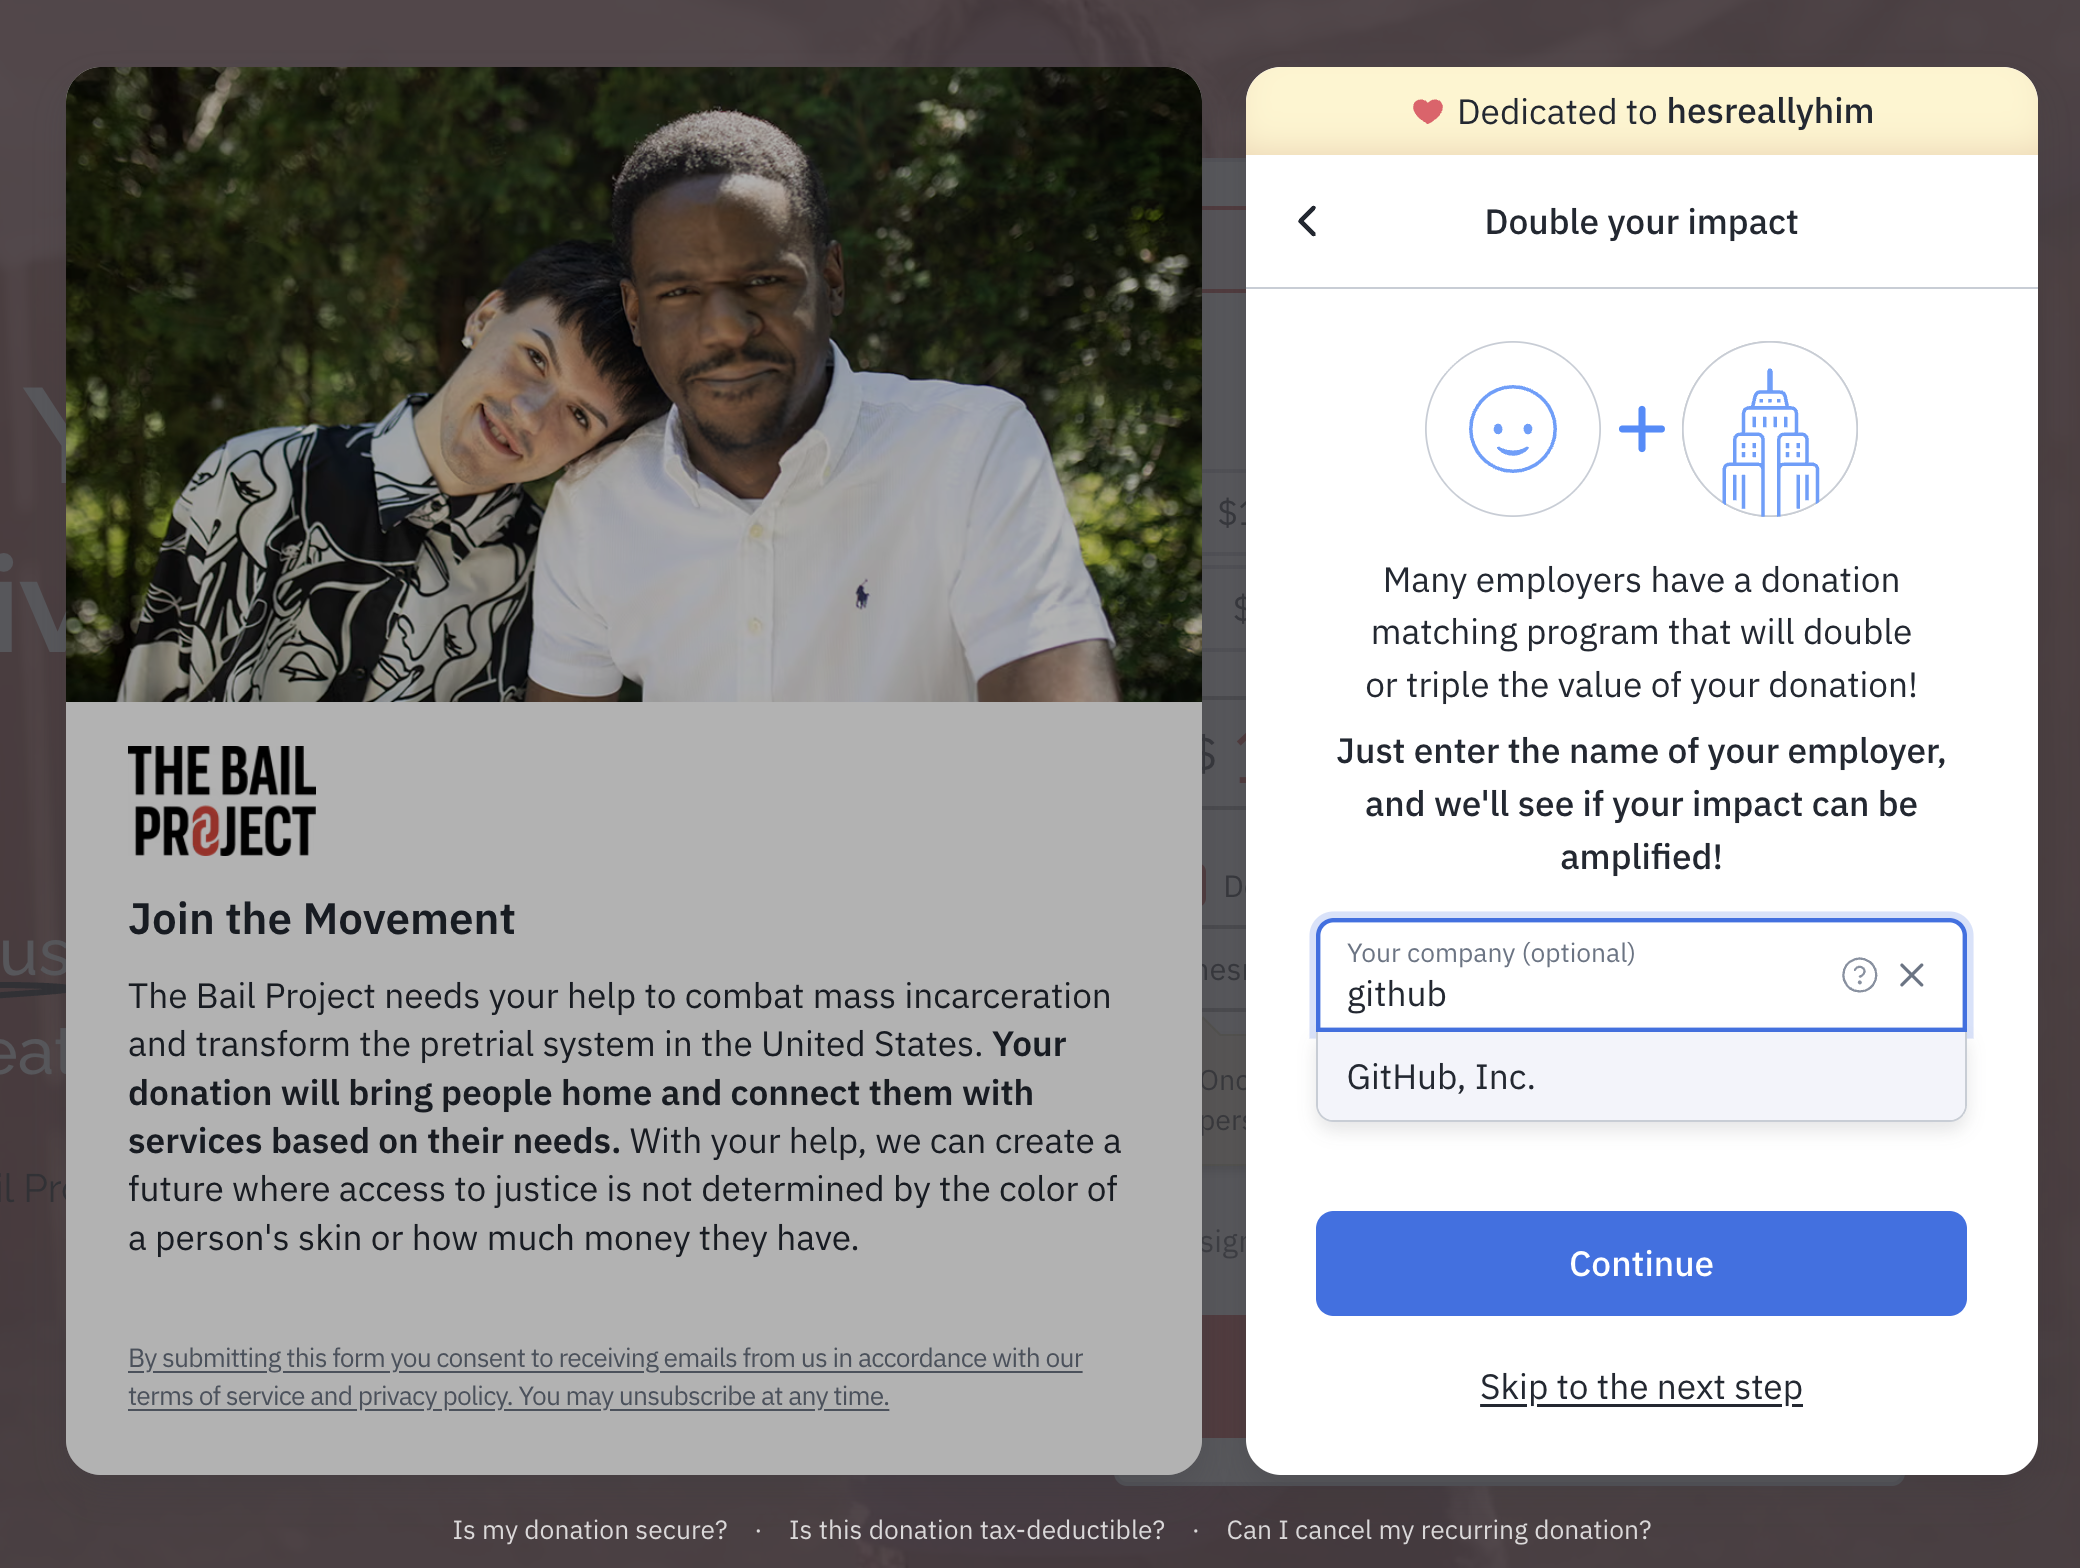 THE BAIL
PROJECT
Join the Movement
The Bail Project needs your help to combat mass incarceration
and transform the pretrial system in the United States. Your
donation will bring people home and connect them with
services based on their needs. With your help, we can create a
future where access to justice is not determined by the color of
a person's skin or how much money they have.
By submitting this form you consent to receiving emails from us in accordance with our
terms of service and privacy policy. You may unsubscribe at any time.
Dedicated to hesreallyhim
Double your impact
Many employers have a donation
matching program that will double
or triple the value of your donation!
Just enter the name of your employer,
and we'll see if your impact can be
amplified!
Your company (optional)
github
GitHub, Inc.
Continue
Skip to the next step
Is my donation secure? · Is this donation tax-deductible? · Can I cancel my recurring donation?